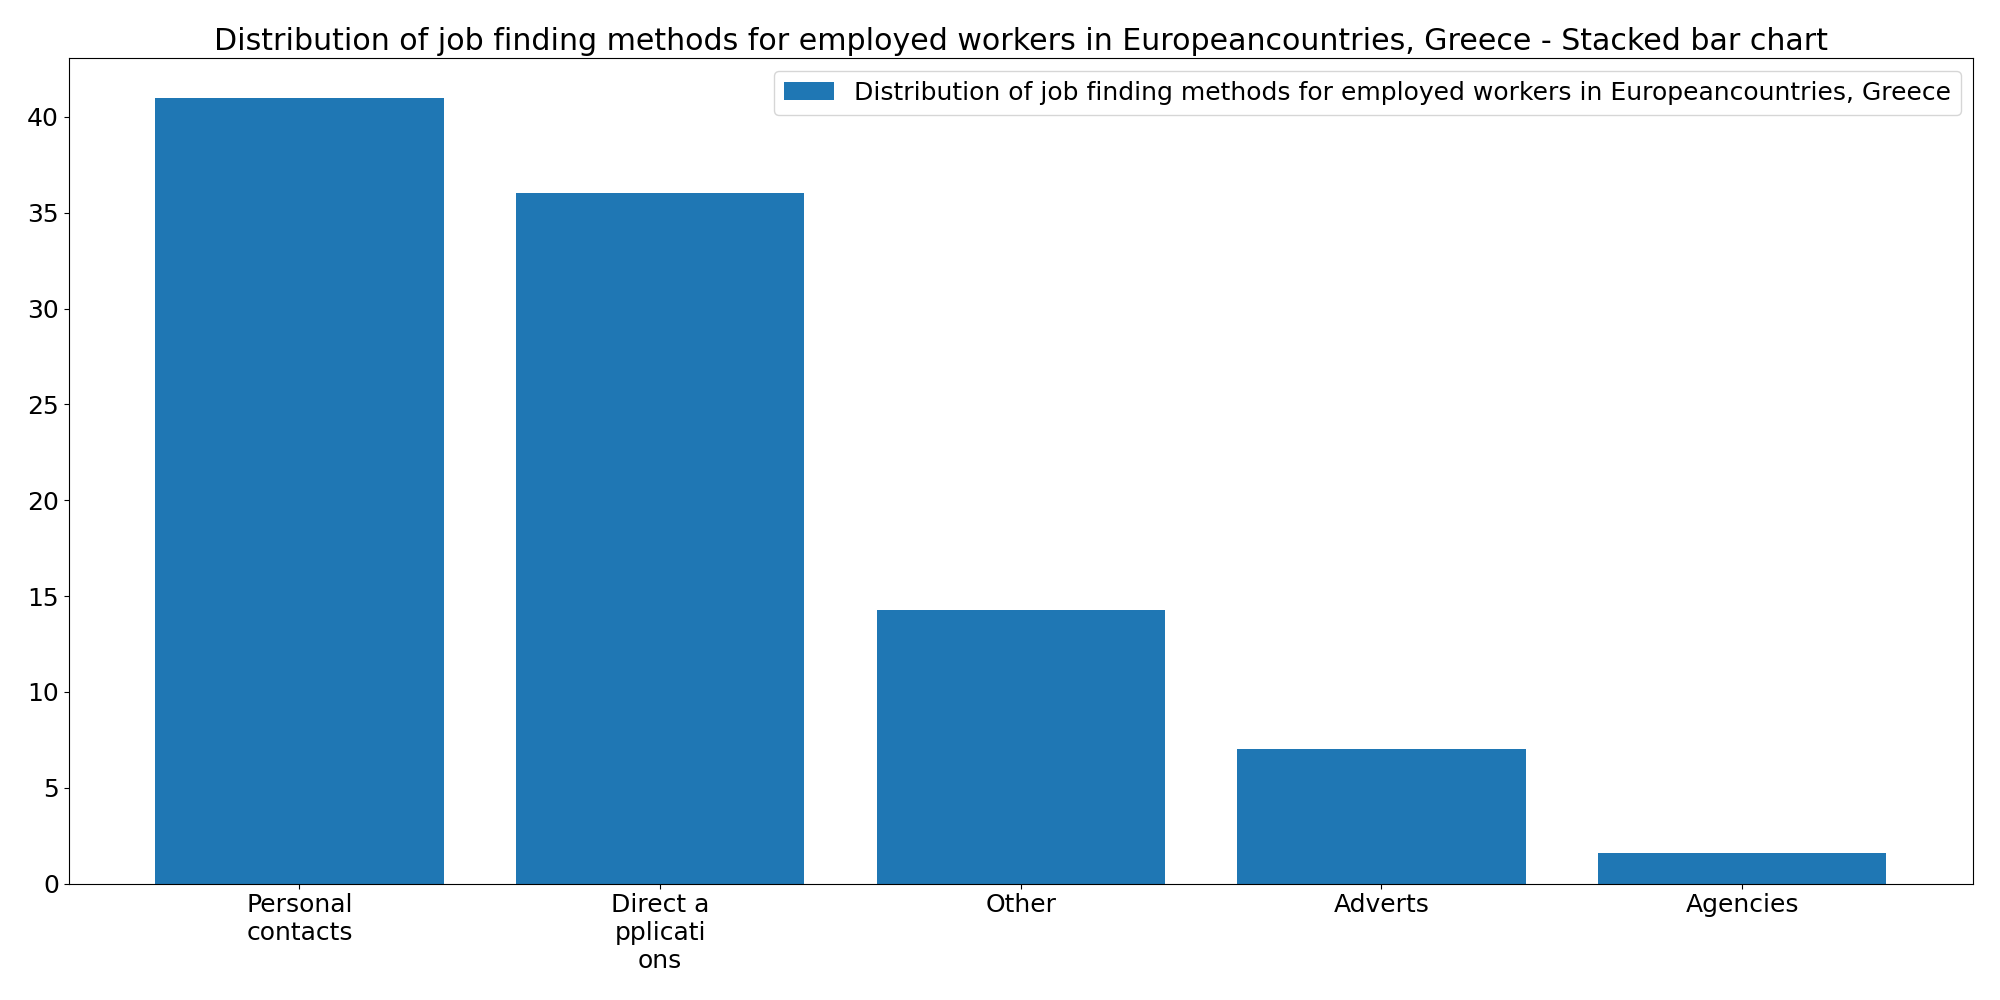 Distribution of job finding methods for employed workers in Europeancountries, Greece - Stacked bar chart
Distribution of job finding methods for employed workers in Europeancountries, Greece
40
35
30
25
20
15
10
5
0
Personal
contacts
Direct a
pplicati
ons
Other
Adverts
Agencies